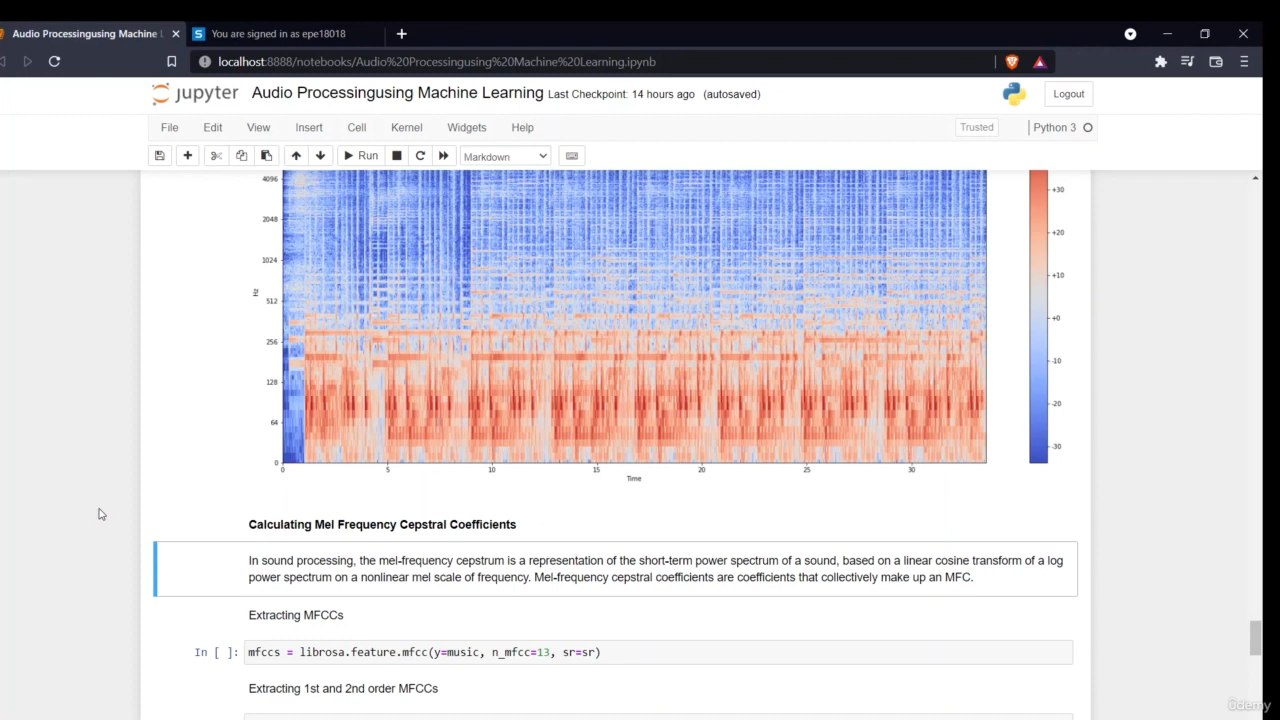 Audio Processingusing Machine L
You are signed in as epe18018
localhost:8888/notebooks/Audio%20Processingusing%20Machine%20Learning.ipynb
jupyter Audio Processingusing Machine Learning Last Checkpoint: 14 hours ago (autosaved)
Logout
File Edit View Insert Cell Kernel Widgets Help
Trusted
Python 3
Run
Markdown
4096
2048
1024
512
256
128
64
0
Hz
0 5 10 15 20 25 30
Time
+30
+20
+10
+0
-10
-20
-30
Calculating Mel Frequency Cepstral Coefficients
In sound processing, the mel-frequency cepstrum is a representation of the short-term power spectrum of a sound, based on a linear cosine transform of a log
power spectrum on a nonlinear mel scale of frequency. Mel-frequency cepstral coefficients are coefficients that collectively make up an MFC.
Extracting MFCCs
In [ ]: mfccs = librosa.feature.mfcc(y=music, n_mfcc=13, sr=sr)
Extracting 1st and 2nd order MFCCs
ûdemy